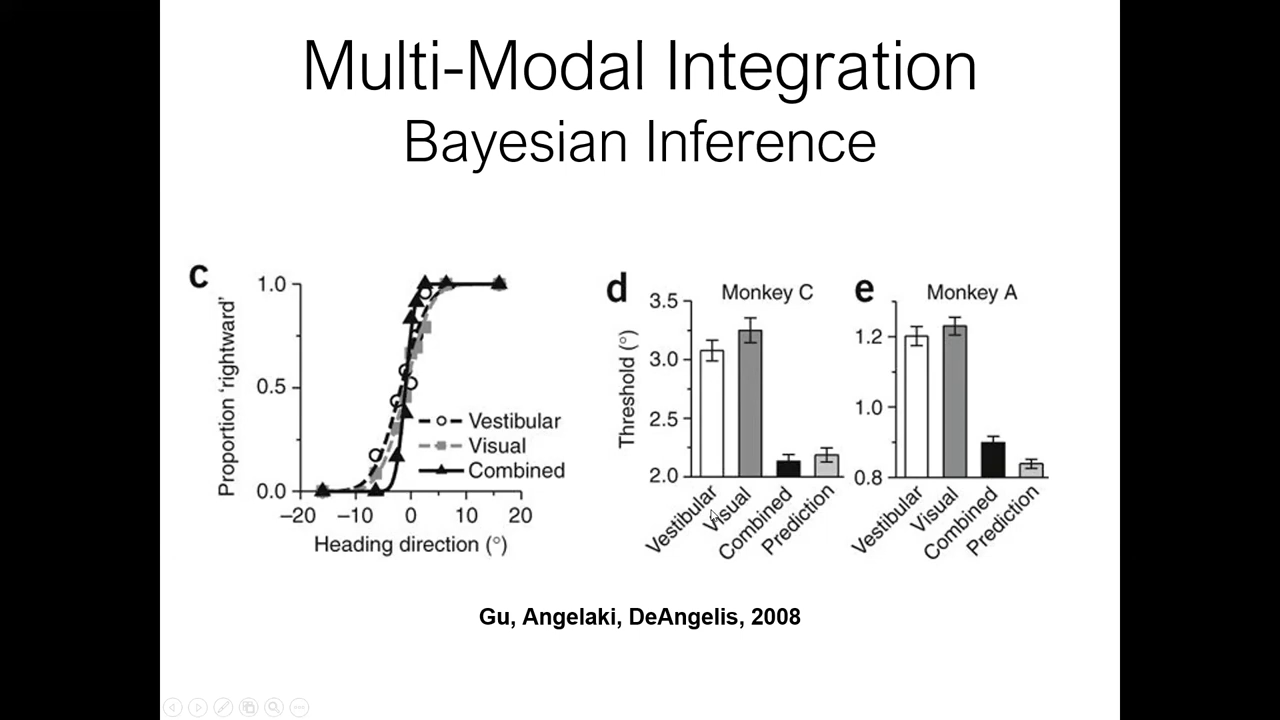 Multi-Modal Integration
Bayesian Inference
c
Proportion ‘rightward’
1.0
0.5
0.0
Vestibular
Visual
Combined
−20 −10 0 10 20
Heading direction (°)
d
Monkey C
Threshold (°)
3.5
3.0
2.5
2.0
Vestibular
Visual
Combined
Prediction
e
Monkey A
1.2
1.0
0.8
Vestibular
Visual
Combined
Prediction
Gu, Angelaki, DeAngelis, 2008